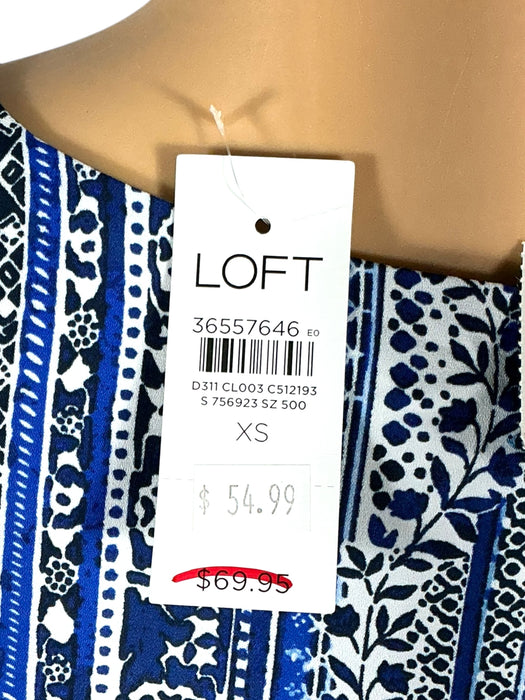 LOFT
36557646 E0
D311 CL003 C512193
S 756923 SZ 500
XS
$ 54.99
$69.95